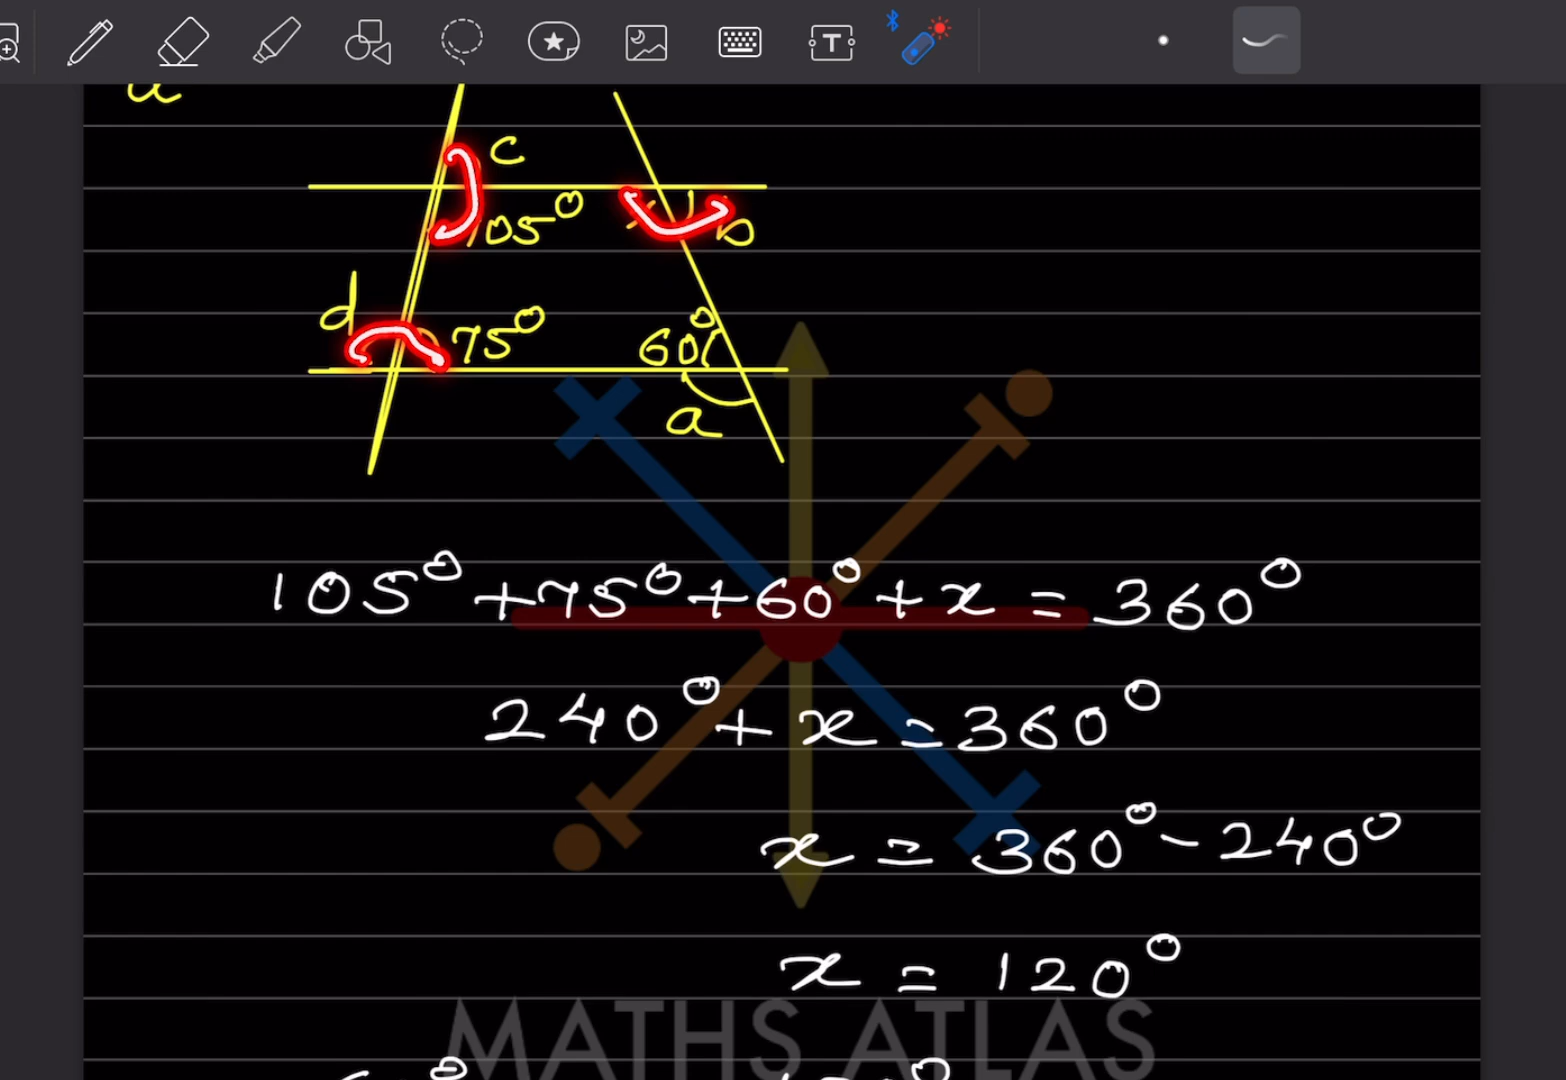 c
105°
b
d
75°
60°
a
105° + 75° + 60° + x = 360°
240° + x = 360°
x = 360° - 240°
x = 120°
MATHS ATLAS